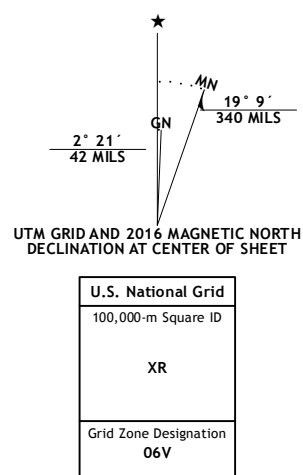 ★
MN
GN
19° 9´
340 MILS
2° 21´
42 MILS
UTM GRID AND 2016 MAGNETIC NORTH
DECLINATION AT CENTER OF SHEET
U.S. National Grid
100,000-m Square ID
XR
Grid Zone Designation
06V